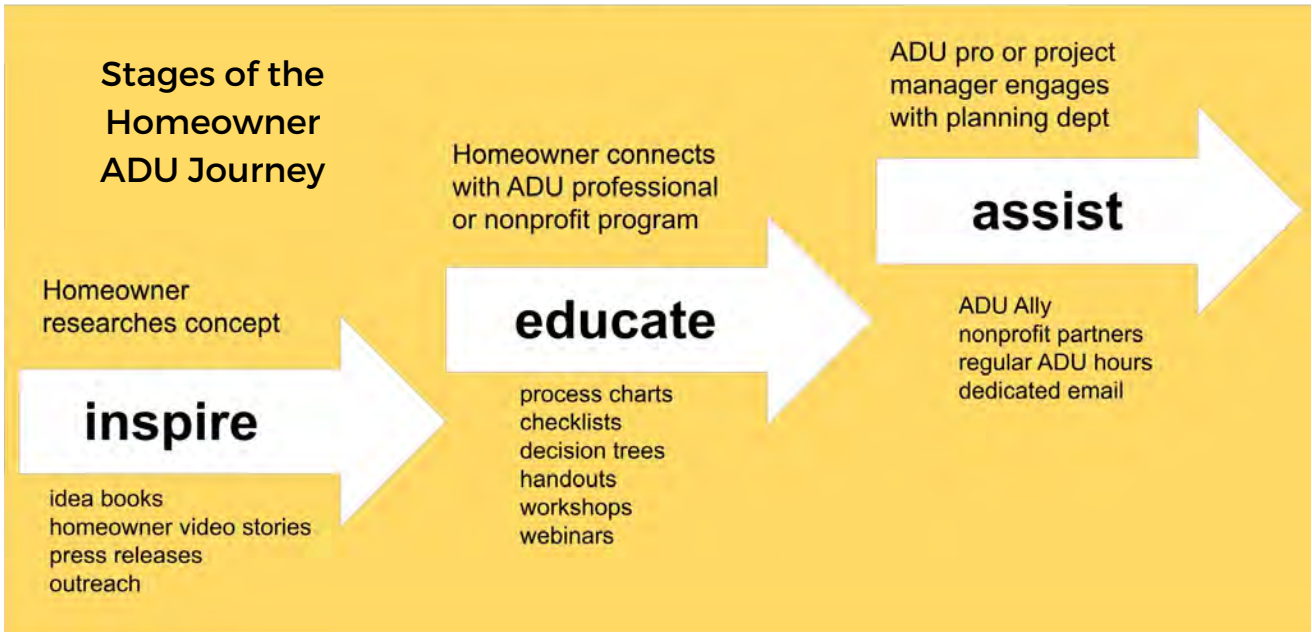 Stages of the
Homeowner
ADU Journey
Homeowner
researches concept
inspire
idea books
homeowner video stories
press releases
outreach
Homeowner connects
with ADU professional
or nonprofit program
educate
process charts
checklists
decision trees
handouts
workshops
webinars
ADU pro or project
manager engages
with planning dept
assist
ADU Ally
nonprofit partners
regular ADU hours
dedicated email